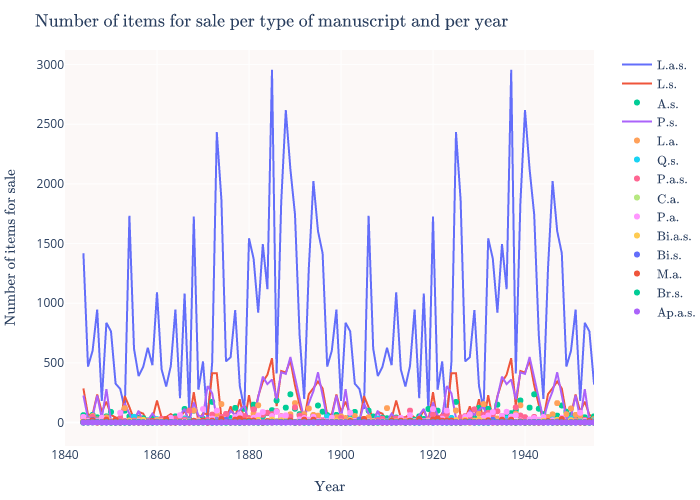 Number of items for sale per type of manuscript and per year
Number of items for sale
3000
2500
2000
1500
1000
500
0
1840
1860
1880
1900
1920
1940
Year
L.a.s.
L.s.
A.s.
P.s.
L.a.
Q.s.
P.a.s.
C.a.
P.a.
Bi.a.s.
Bi.s.
M.a.
Br.s.
Ap.a.s.